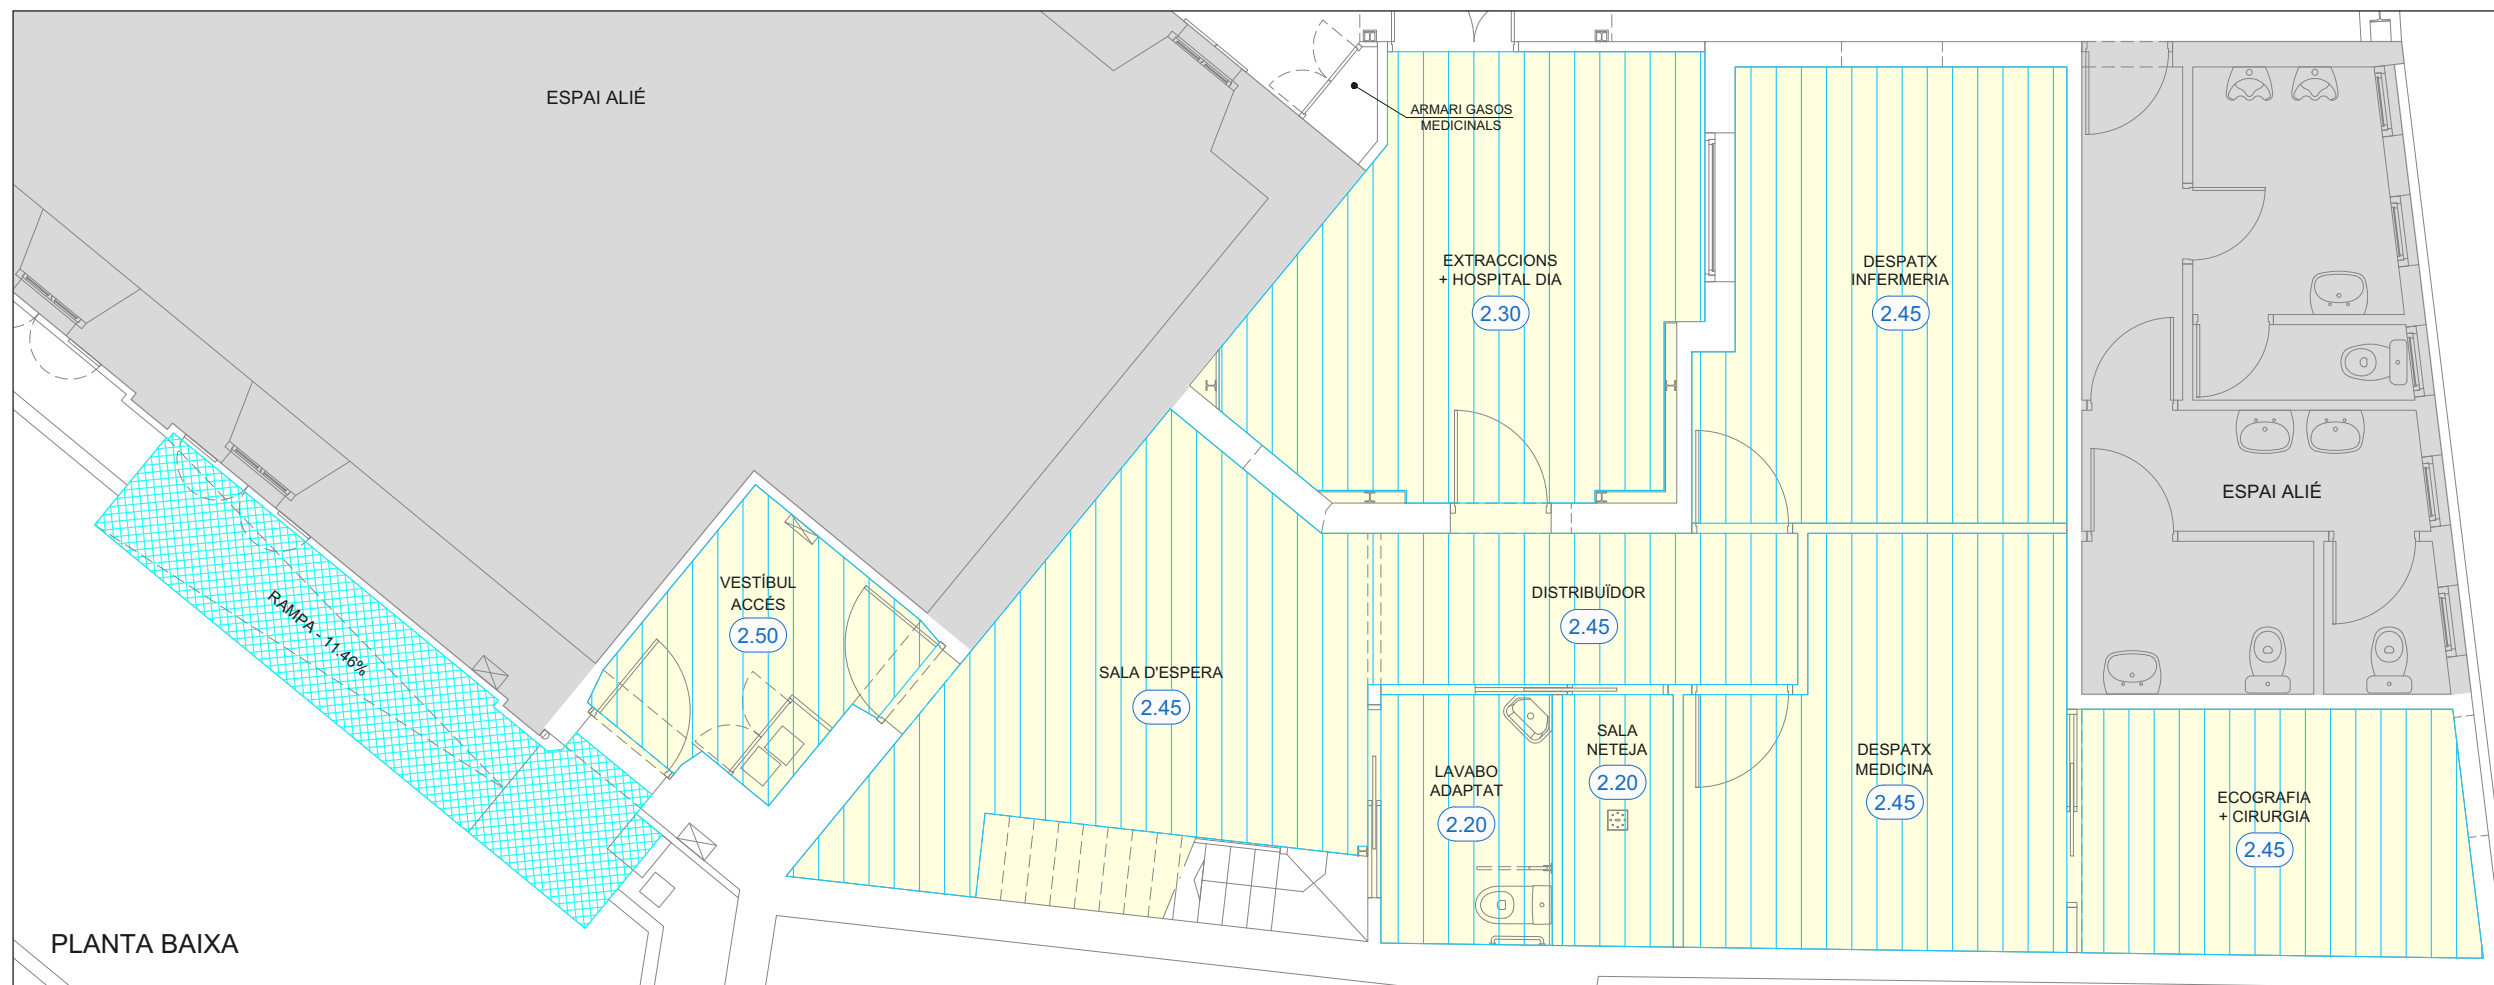 ESPAI ALIÉ
ARMARI GASOS
MEDICINALS
EXTRACCIONS
+ HOSPITAL DIA
2.30
DESPATX
INFERMERIA
2.45
ESPAI ALIÉ
VESTÍBUL
ACCÉS
2.50
RAMPA - 11.46%
DISTRIBUÏDOR
2.45
SALA D'ESPERA
2.45
SALA
NETEJA
2.20
LAVABO
ADAPTAT
2.20
DESPATX
MEDICINA
2.45
ECOGRAFIA
+ CIRURGIA
2.45
PLANTA BAIXA